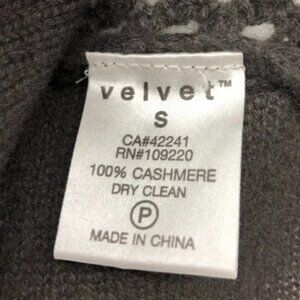 velvet™
S
CA#42241
RN#109220
100% CASHMERE
DRY CLEAN
P
MADE IN CHINA